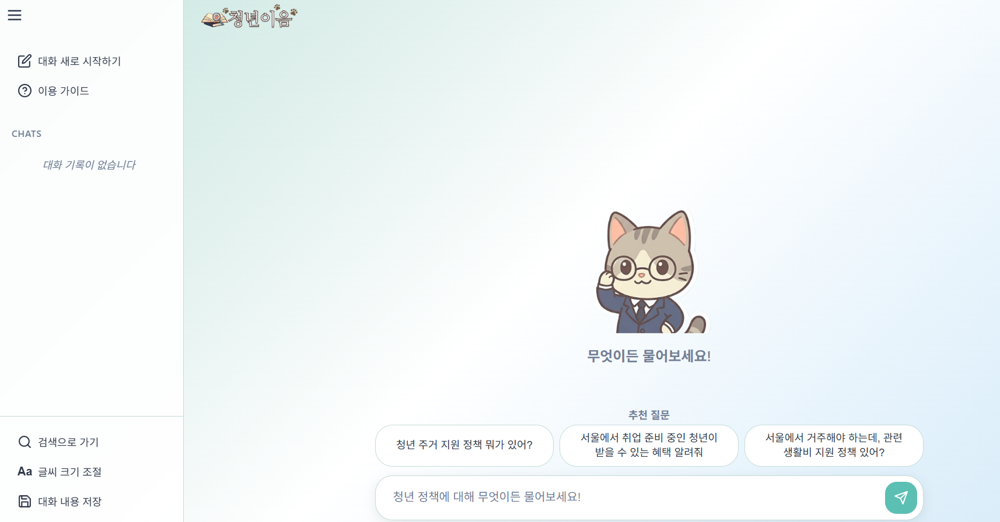 청년이음
대화 새로 시작하기
이용 가이드
CHATS
대화 기록이 없습니다
무엇이든 물어보세요!
추천 질문
청년 주거 지원 정책 뭐가 있어?
서울에서 취업 준비 중인 청년이
받을 수 있는 혜택 알려줘
서울에서 거주해야 하는데, 관련
생활비 지원 정책 있어?
청년 정책에 대해 무엇이든 물어보세요!
검색으로 가기
Aa 글씨 크기 조절
대화 내용 저장